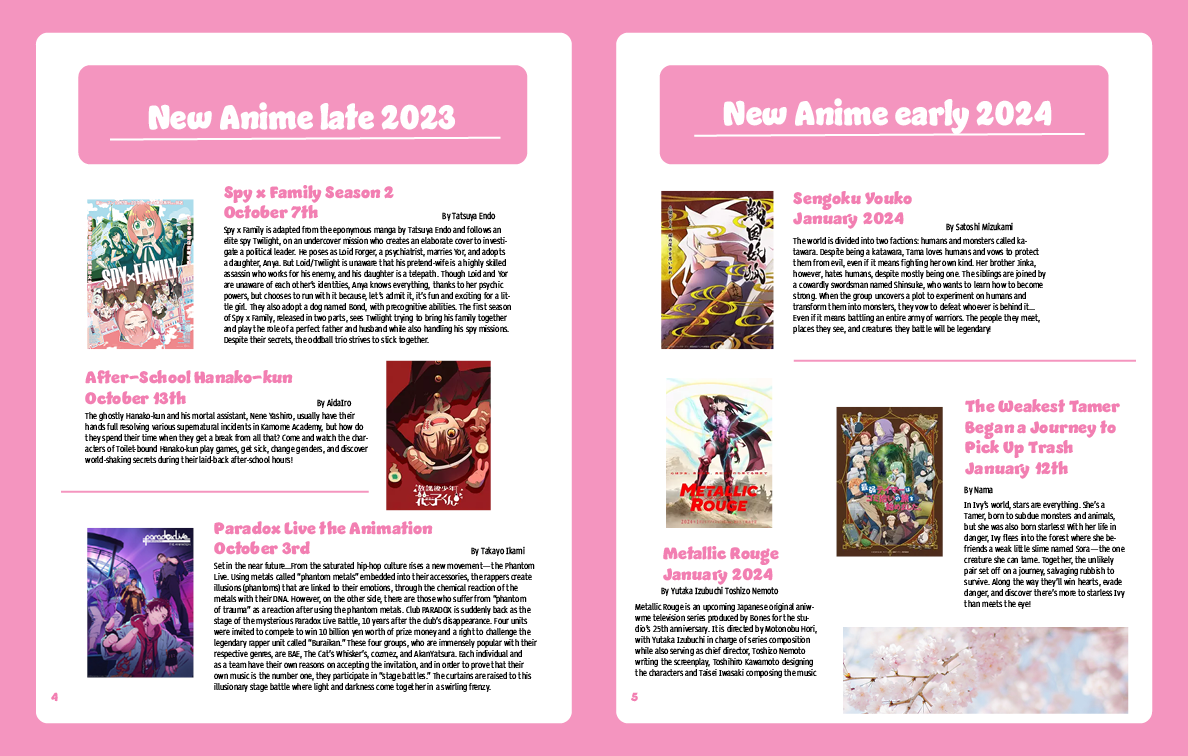 New Anime late 2023
SPY×FAMILY
Spy x Family Season 2
October 7th
By Tatsuya Endo
Spy x Family is adapted from the eponymous manga by Tatsuya Endo and follows an
elite spy Twilight, on an undercover mission who creates an elaborate cover to investi-
gate a political leader. He poses as Loid Forger, a psychiatrist, marries Yor, and adopts
a daughter, Anya. But Loid/Twilight is unaware that his pretend-wife is a highly skilled
assassin who works for his enemy, and his daughter is a telepath. Though Loid and Yor
are unaware of each other's identities, Anya knows everything, thanks to her psychic
powers, but chooses to run with it because, let's admit it, it's fun and exciting for a lit-
tle girl. They also adopt a dog named Bond, with precognitive abilities. The first season
of Spy x Family, released in two parts, sees Twilight trying to bring his family together
and play the role of a perfect father and husband while also handling his spy missions.
Despite their secrets, the oddball trio strives to stick together.
After-School Hanako-kun
October 13th
By AidaIro
The ghostly Hanako-kun and his mortal assistant, Nene Yashiro, usually have their
hands full resolving various supernatural incidents in Kamome Academy, but how do
they spend their time when they get a break from all that? Come and watch the char-
acters of Toilet-bound Hanako-kun play games, get sick, change genders, and discover
world-shaking secrets during their laid-back after-school hours!
放課後少年
花子くん
paradoxlive
Paradox Live the Animation
October 3rd
By Takayo Ikami
Set in the near future...From the saturated hip-hop culture rises a new movement—the Phantom
Live. Using metals called "phantom metals" embedded into their accessories, the rappers create
illusions (phantoms) that are linked to their emotions, through the chemical reaction of the
metals with their DNA. However, on the other side, there are those who suffer from "phantom
of trauma" as a reaction after using the phantom metals. Club PARADOX is suddenly back as the
stage of the mysterious Paradox Live Battle, 10 years after the club's disappearance. Four units
were invited to compete to win 10 billion yen worth of prize money and a right to challenge the
legendary rapper unit called "Buraikan." These four groups, who are immensely popular with their
respective genres, are BAE, The Cat's Whisker's, cozmez, and AkanYatsura. Each individual and
as a team have their own reasons on accepting the invitation, and in order to prove that their
own music is the number one, they participate in "stage battles." The curtains are raised to this
illusionary stage battle where light and darkness come together in a swirling frenzy.
4
New Anime early 2024
戦国妖狐
Sengoku Youko
January 2024
By Satoshi Mizukami
The world is divided into two factions: humans and monsters called ka-
tawara. Despite being a katawara, Tama loves humans and vows to protect
them from evil, even if it means fighting her own kind. Her brother Jinka,
however, hates humans, despite mostly being one. The siblings are joined by
a cowardly swordsman named Shinsuke, who wants to learn how to become
strong. When the group uncovers a plot to experiment on humans and
transform them into monsters, they vow to defeat whoever is behind it...
Even if it means battling an entire army of warriors. The people they meet,
places they see, and creatures they battle will be legendary!
METALLIC
ROUGE
Metallic Rouge
January 2024
By Yutaka Izubuchi Toshizo Nemoto
Metallic Rouge is an upcoming Japanese original aniw-
wme television series produced by Bones for the stu-
dio's 25th anniversary. It is directed by Motonobu Hori,
with Yutaka Izubuchi in charge of series composition
while also serving as chief director, Toshizo Nemoto
writing the screenplay, Toshihiro Kawamoto designing
the characters and Taisei Iwasaki composing the music
The Weakest Tamer
Began a Journey to
Pick Up Trash
January 12th
By Nama
In Ivy's world, stars are everything. She's a
Tamer, born to subdue monsters and animals,
but she was also born starless! With her life in
danger, Ivy flees into the forest where she be-
friends a weak little slime named Sora—the one
creature she can tame. Together, the unlikely
pair set off on a journey, salvaging rubbish to
survive. Along the way they'll win hearts, evade
danger, and discover there's more to starless Ivy
than meets the eye!
5